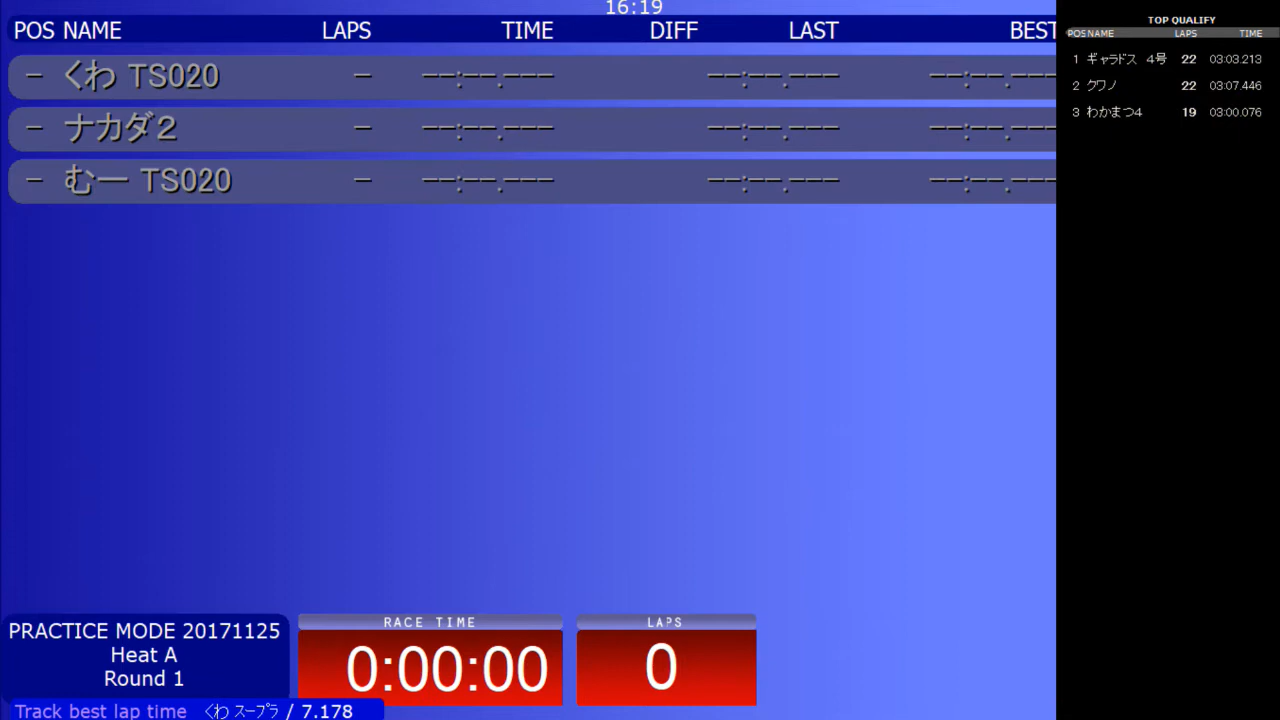 16:19
POS NAME LAPS TIME DIFF LAST BEST
– くわ TS020 – --:--.--- --:--.--- --:--.---
– ナカダ２ – --:--.--- --:--.--- --:--.---
– むー TS020 – --:--.--- --:--.--- --:--.---
PRACTICE MODE 20171125
Heat A
Round 1
RACE TIME
0:00:00
LAPS
0
Track best lap time くわ スープラ / 7.178
TOP QUALIFY
POS NAME LAPS TIME
1 ギャラドス 4号 22 03:03.213
2 クワノ 22 03:07.446
3 わかまつ4 19 03:00.076